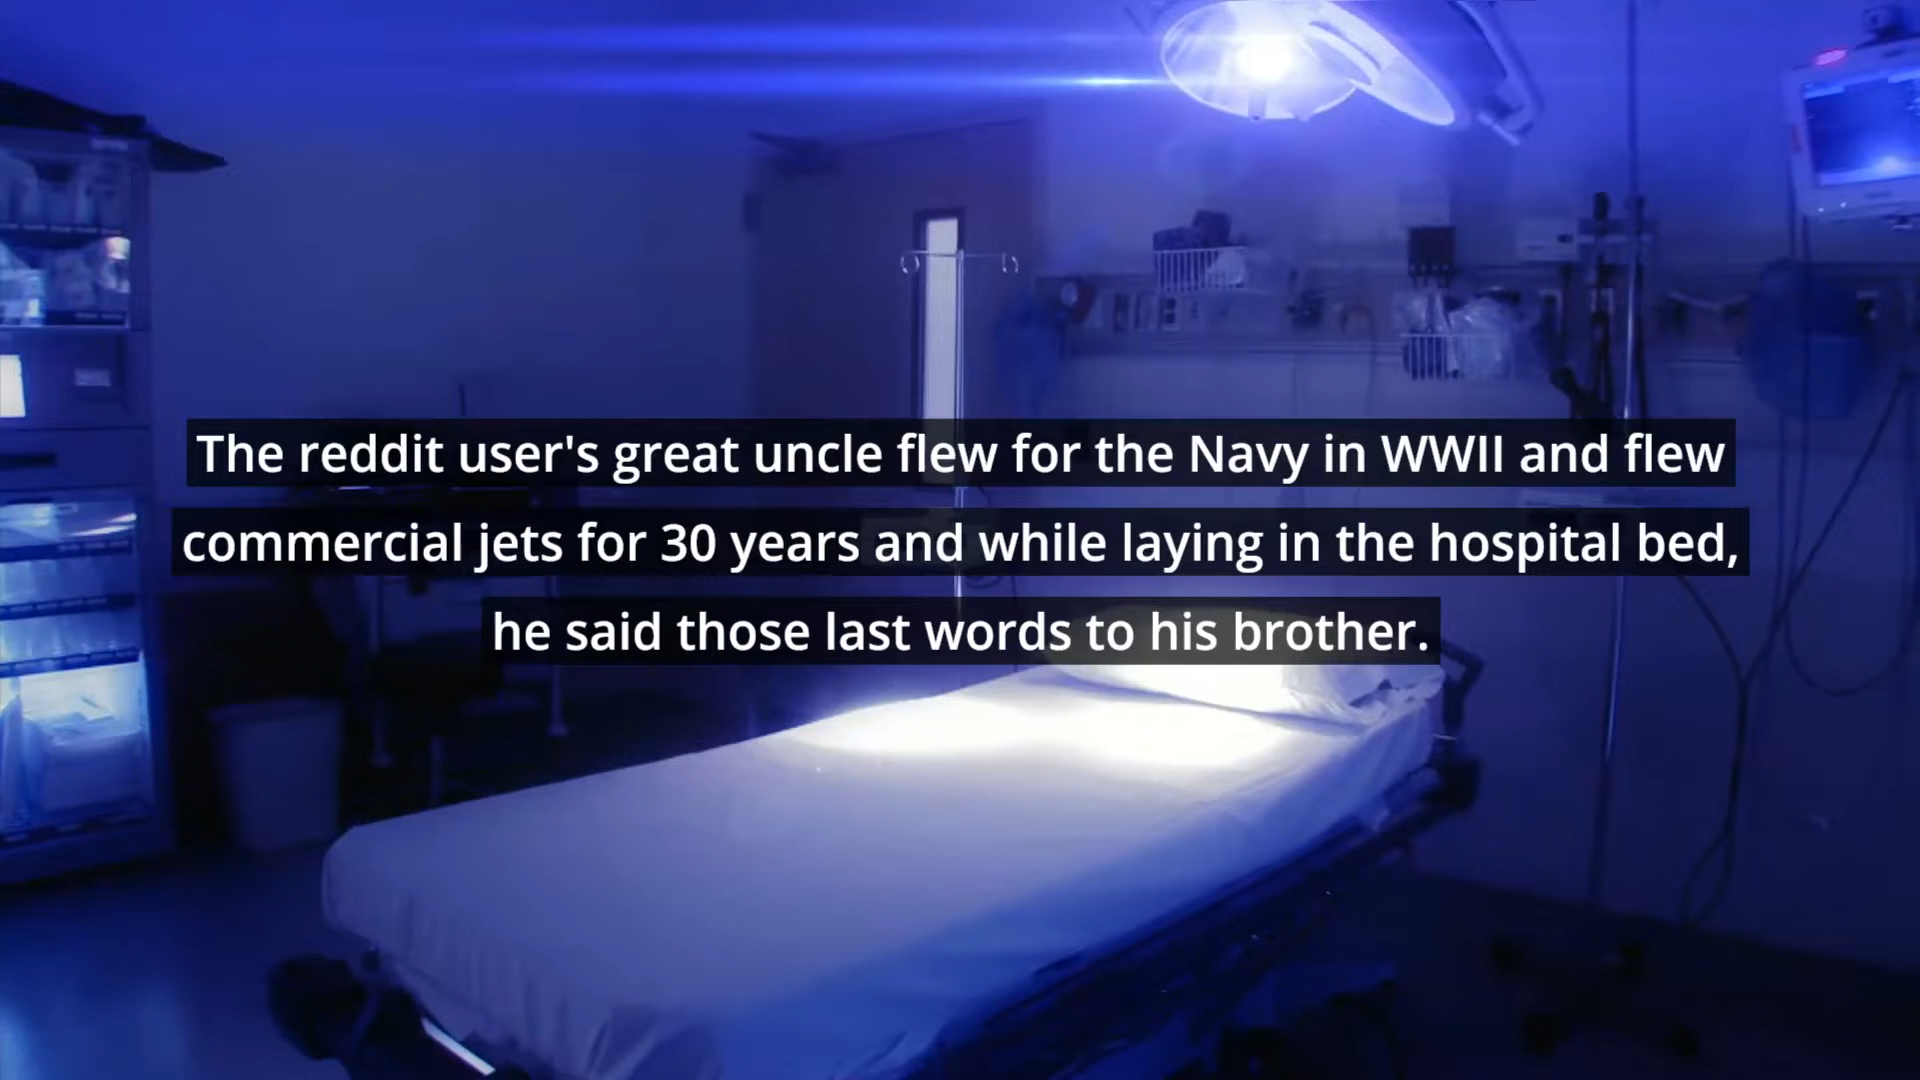 The reddit user's great uncle flew for the Navy in WWII and flew
commercial jets for 30 years and while laying in the hospital bed,
he said those last words to his brother.